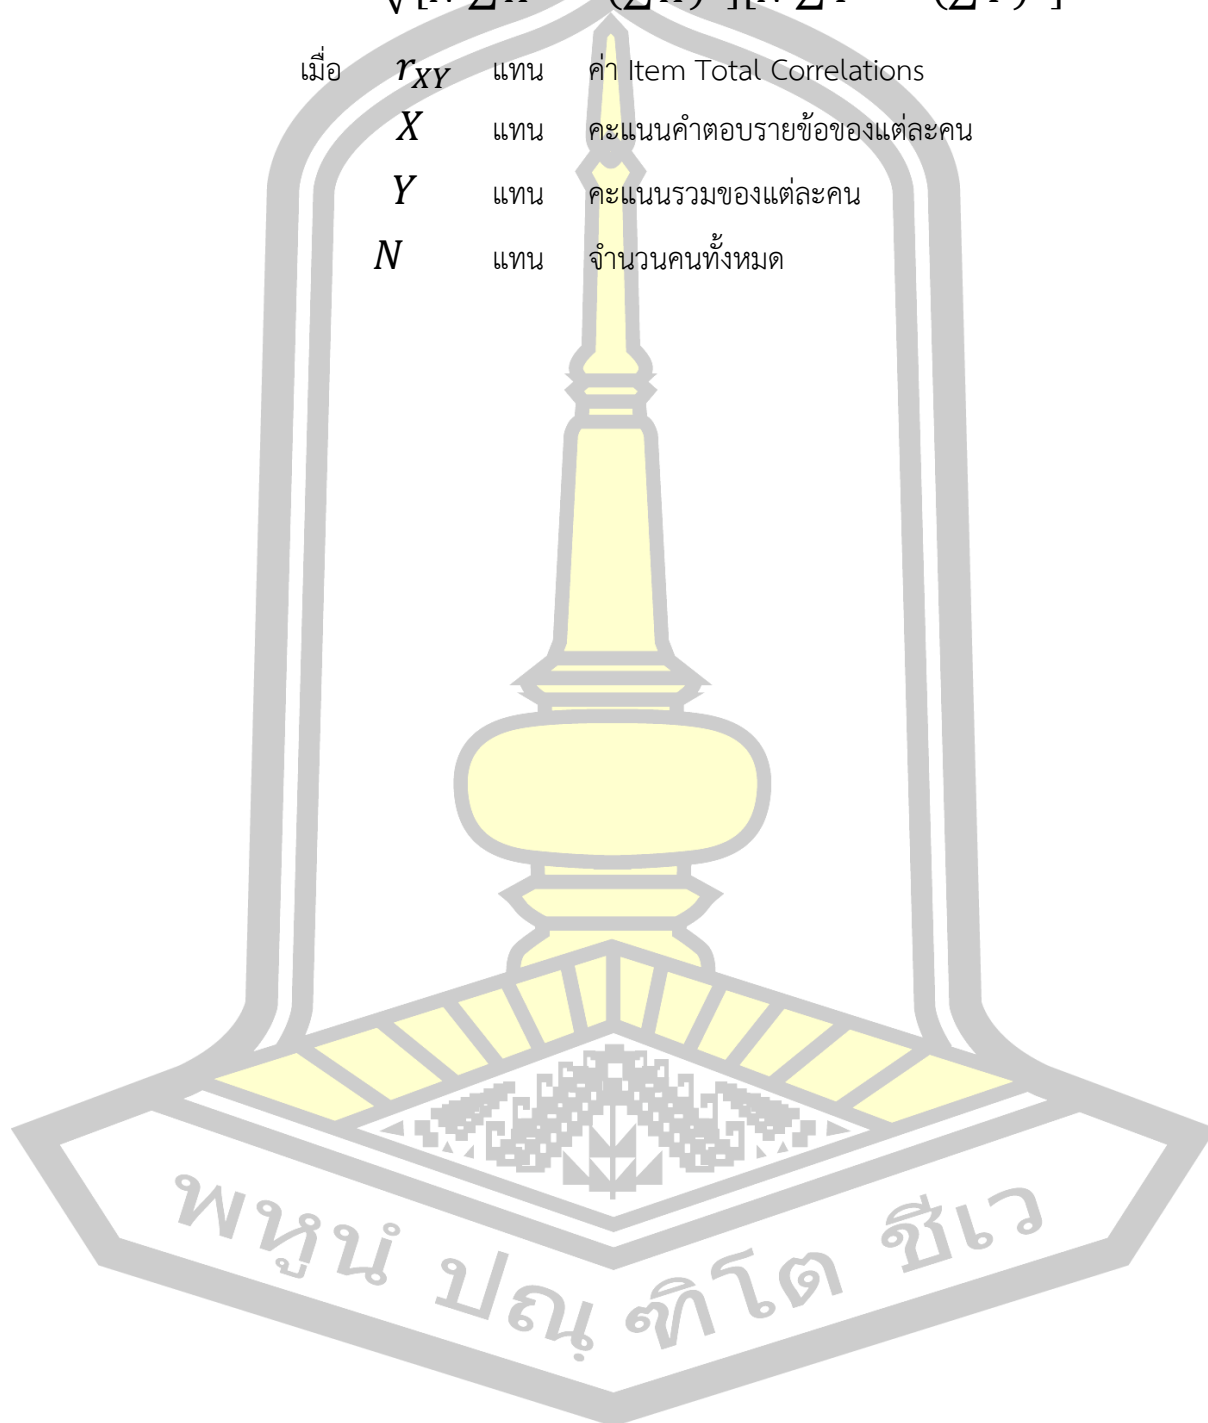 √[N∑X² − (∑X)²][N∑Y² − (∑Y)²]
เมื่อ r_XY แทน ค่า Item Total Correlations
X แทน คะแนนคำตอบรายข้อของแต่ละคน
Y แทน คะแนนรวมของแต่ละคน
N แทน จำนวนคนทั้งหมด
พหูนํ ปณฺฑิโต ชีเว